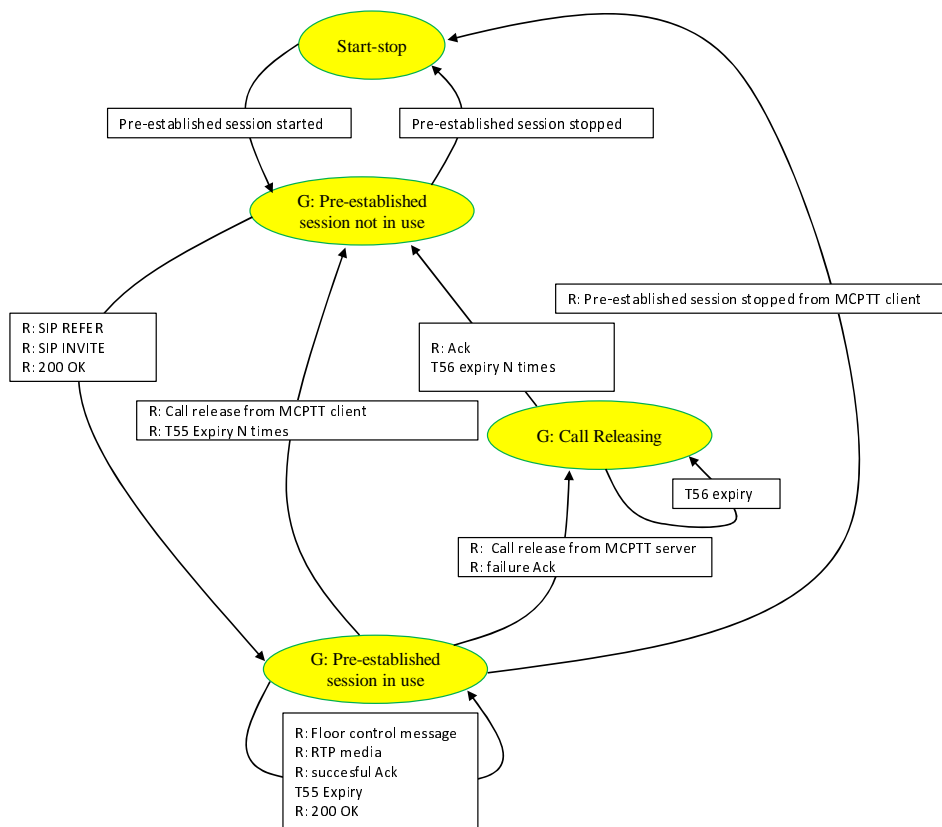 Start-stop
Pre-established session started
Pre-established session stopped
G: Pre-established
session not in use
R: Pre-established session stopped from MCPTT client
R: SIP REFER
R: SIP INVITE
R: 200 OK
R: Ack
T56 expiry N times
R: Call release from MCPTT client
R: T55 Expiry N times
G: Call Releasing
T56 expiry
R: Call release from MCPTT server
R: failure Ack
G: Pre-established
session in use
R: Floor control message
R: RTP media
R: succesful Ack
T55 Expiry
R: 200 OK